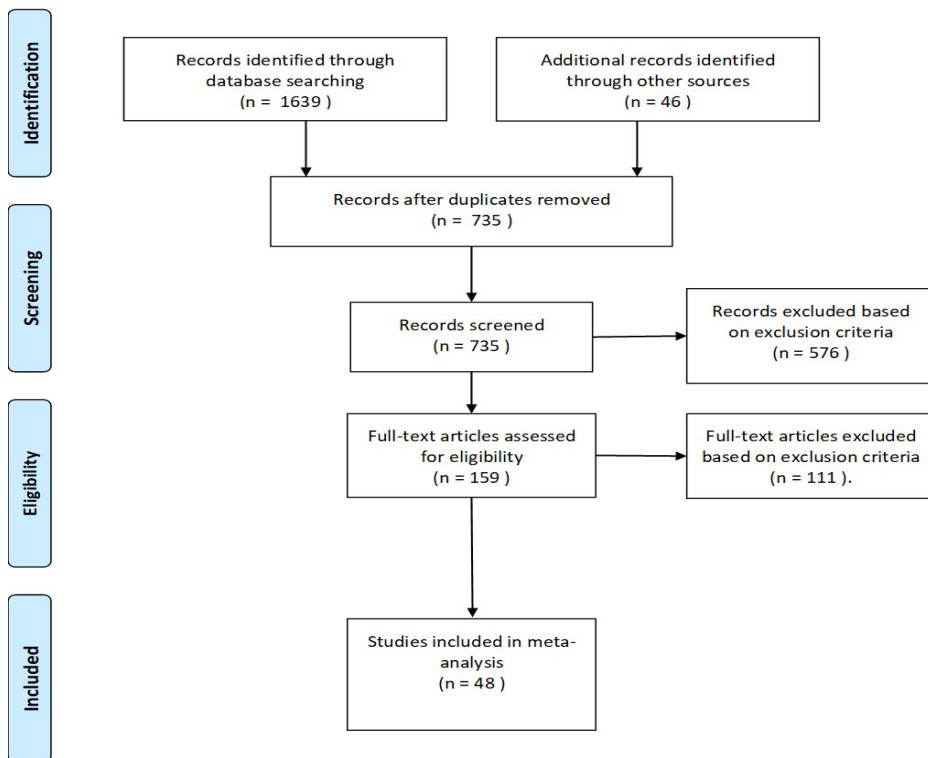 Identification
Records identified through
database searching
(n = 1639 )
Additional records identified
through other sources
(n = 46 )
Records after duplicates removed
(n = 735 )
Screening
Records screened
(n = 735 )
Records excluded based
on exclusion criteria
(n = 576 )
Eligibility
Full-text articles assessed
for eligibility
(n = 159 )
Full-text articles excluded
based on exclusion criteria
(n = 111 ).
Included
Studies included in meta-
analysis
(n = 48 )